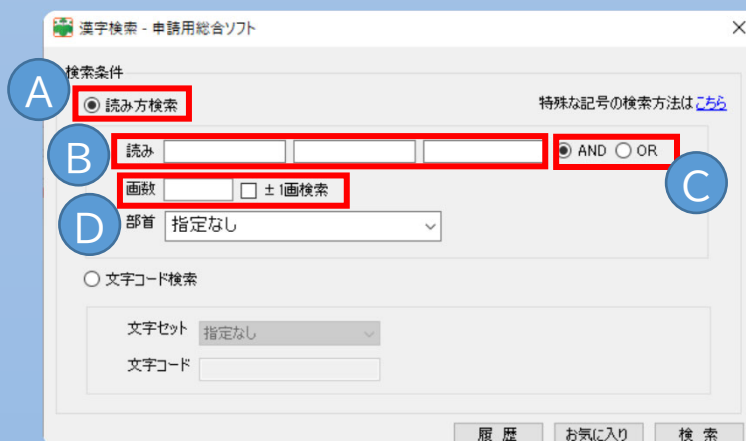 漢字検索 - 申請用総合ソフト
検索条件
A
読み方検索
特殊な記号の検索方法はこちら
B
読み
AND
OR
C
画数
±1画検索
D
部首
指定なし
文字コード検索
文字セット
指定なし
文字コード
履 歴
お気に入り
検 索